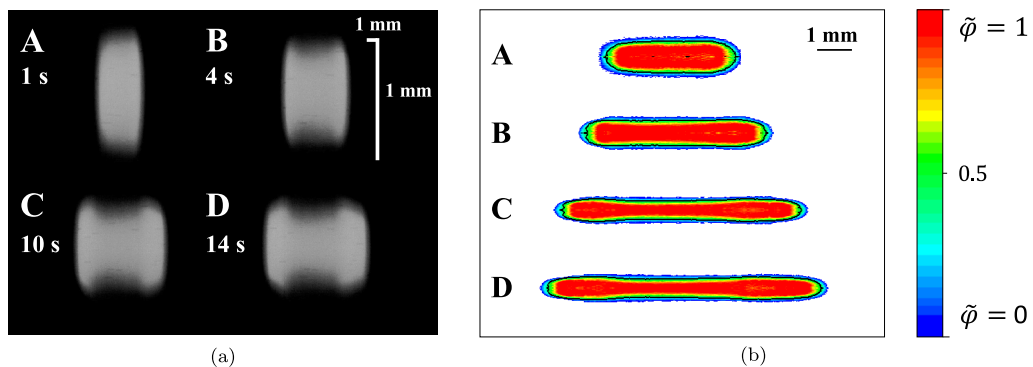 A
1 s
B
4 s
1 mm
1 mm
C
10 s
D
14 s
(a)
A
1 mm
B
C
D
(b)
φ̃ = 1
0.5
φ̃ = 0